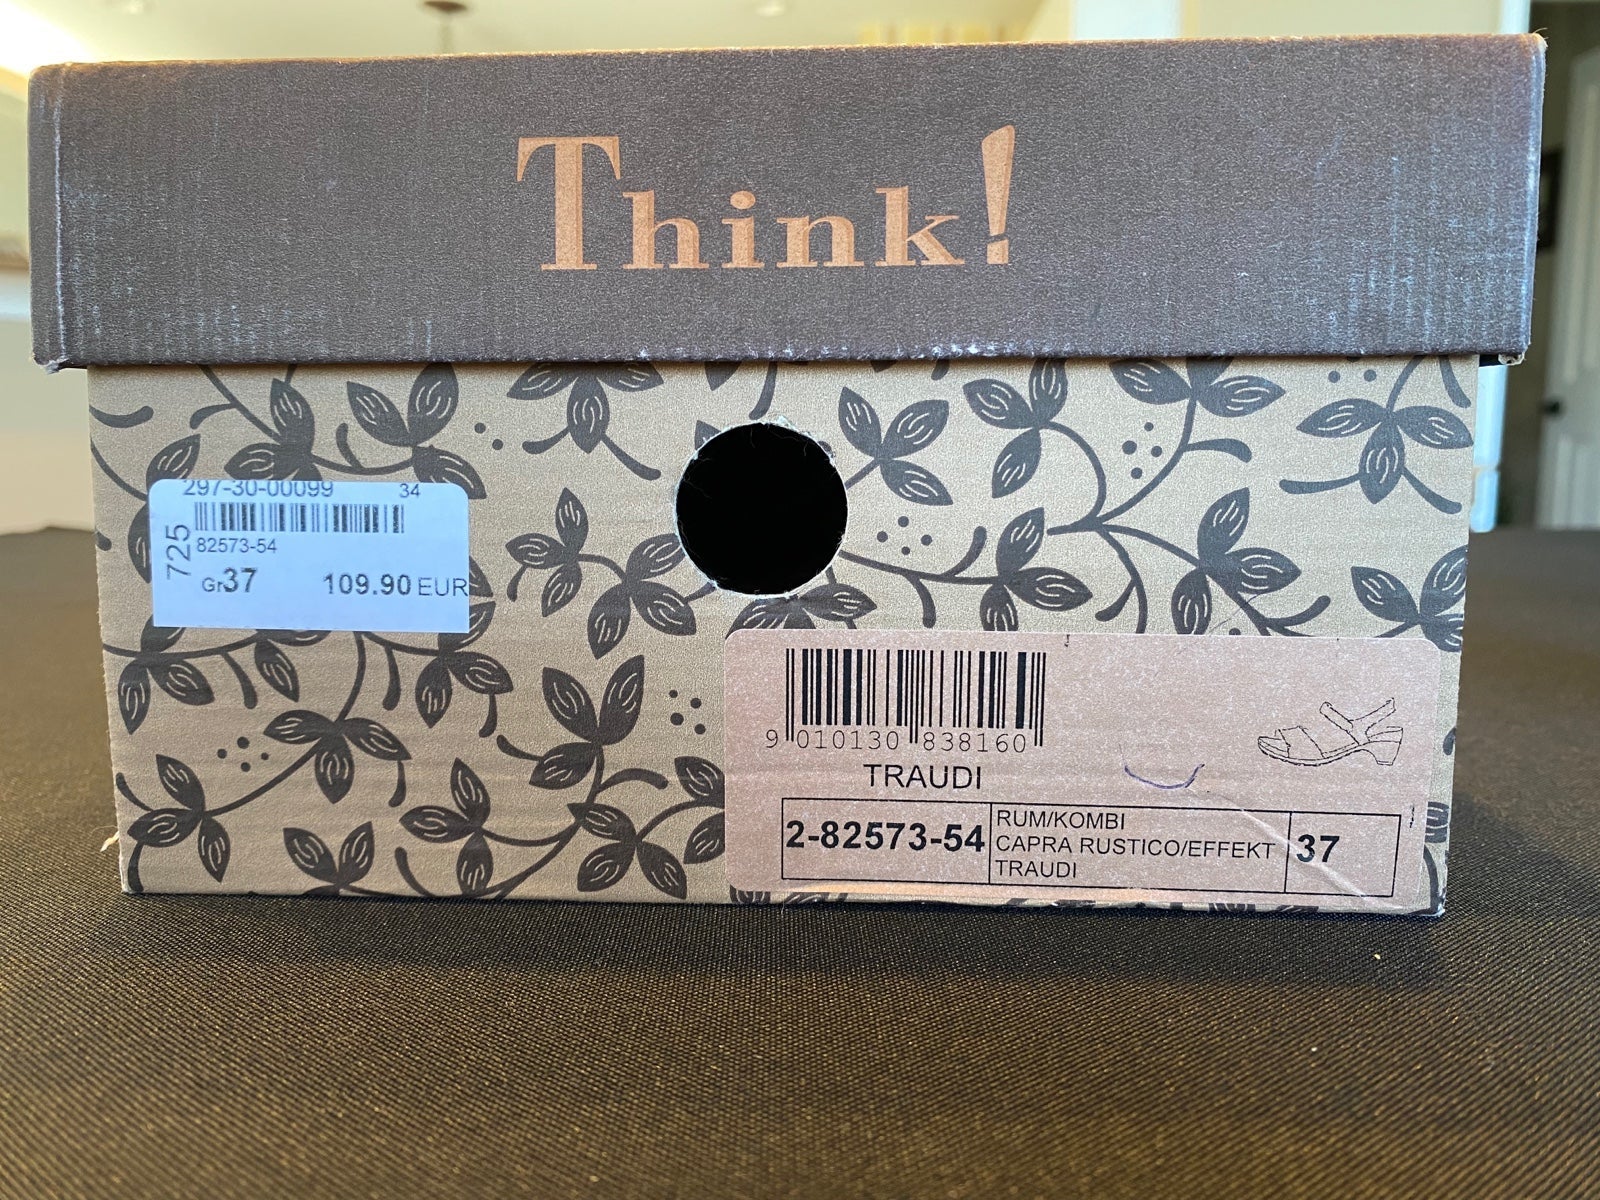 Think!
297-30-00099 34
725
82573-54
Gr37 109.90 EUR
9 010130 838160
TRAUDI
2-82573-54
RUM/KOMBI
CAPRA RUSTICO/EFFEKT
TRAUDI
37